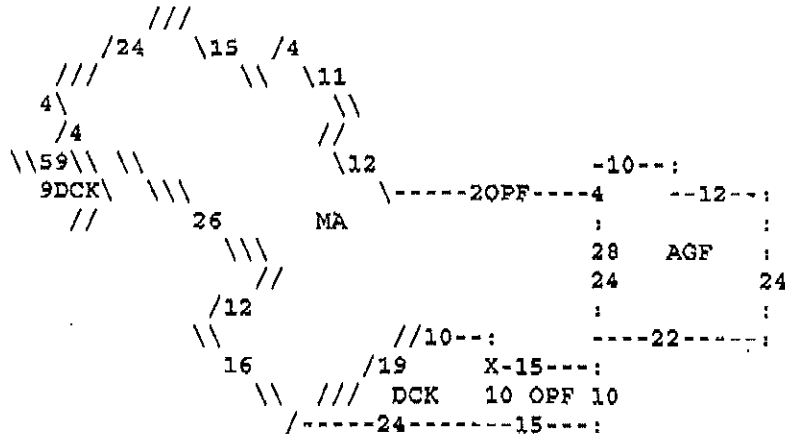 ///
/24 \15 /4
/// \\ \11
4\ \\
/4 //
\\59\\ \\ \12 -10--:
9DCK\ \\\ \-----2OPF----4 --12--:
// 26 MA :
\\\ 28 AGF :
// 24 24
/12 : :
\\ //10--: ----22-----:
16 /19 X-15---:
\\ /// DCK 10 OPF 10
/-----24-------15---: